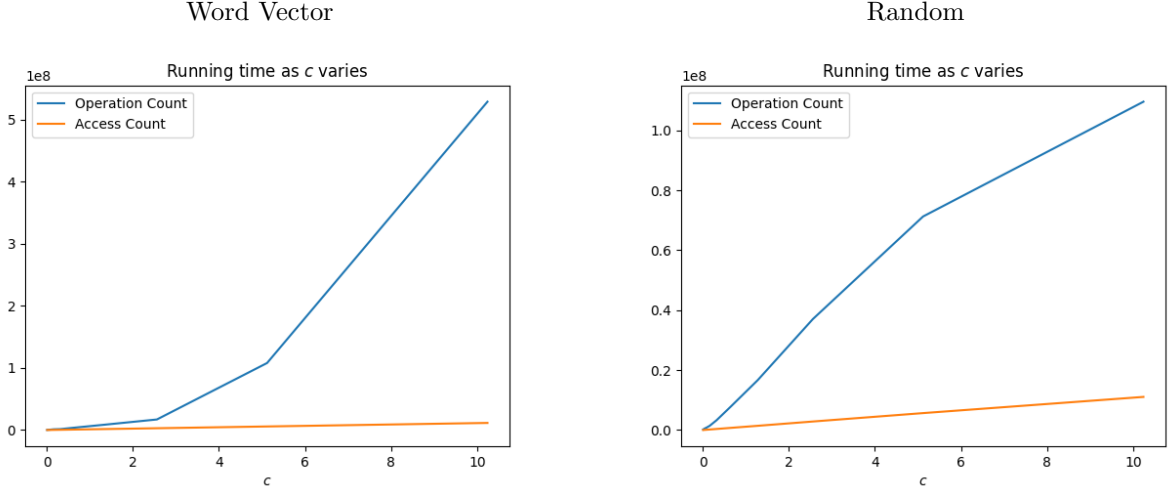 Word Vector
Running time as c varies
1e8
Operation Count
Access Count
5
4
3
2
1
0
0 2 4 6 8 10
c
Random
Running time as c varies
1e8
Operation Count
Access Count
1.0
0.8
0.6
0.4
0.2
0.0
0 2 4 6 8 10
c